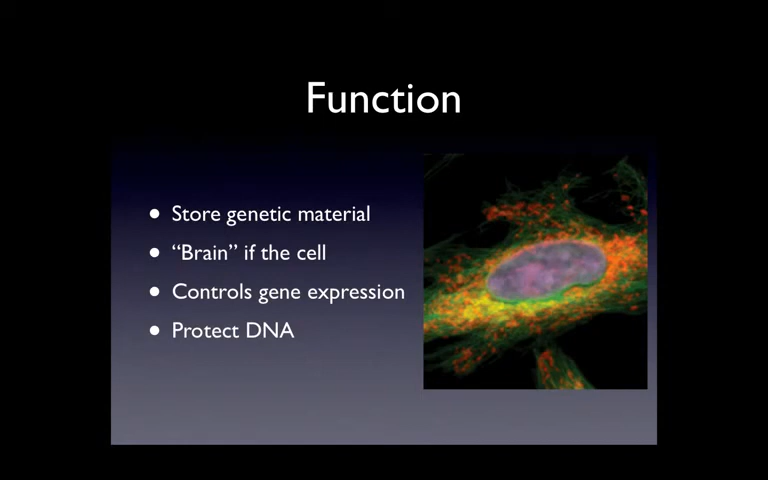 Function
• Store genetic material
• “Brain” if the cell
• Controls gene expression
• Protect DNA